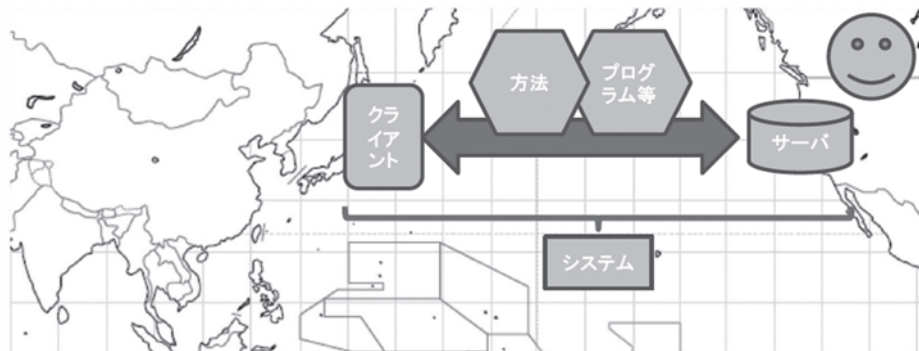 方法
プログ
ラム等
クラ
イア
ント
サーバ
システム